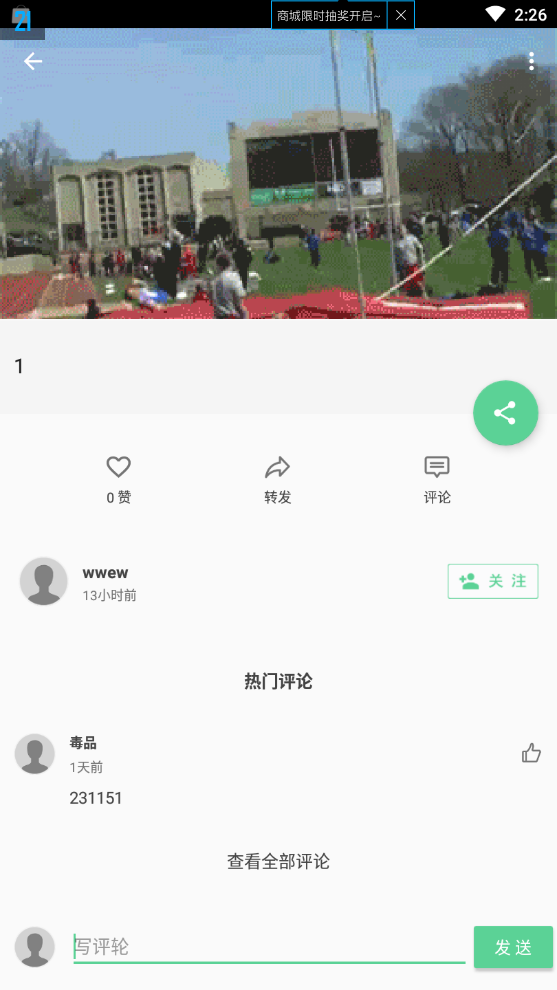 商城限时抽奖开启~
2:26
1
0 赞
转发
评论
wwew
13小时前
关 注
热门评论
毒品
1天前
231151
查看全部评论
写评轮
发 送